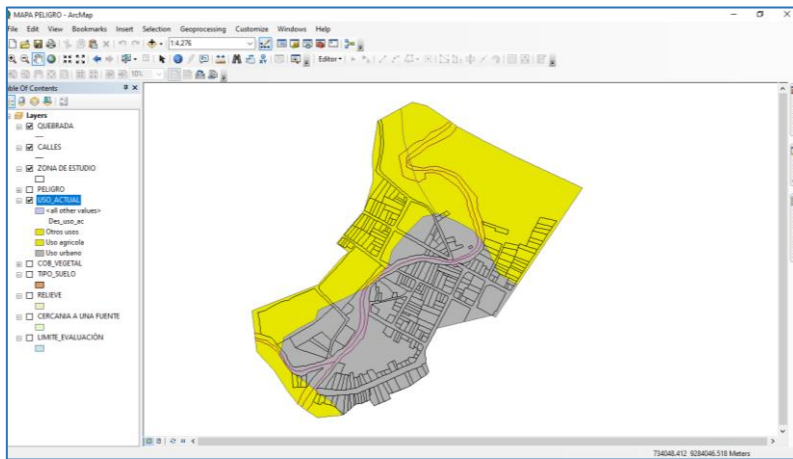 MAPA PELIGRO - ArcMap
File Edit View Bookmarks Insert Selection Geoprocessing Customize Windows Help
1:4,276
Editor
10%
ble Of Contents
Layers
QUEBRADA
CALLES
ZONA DE ESTUDIO
PELIGRO
USO_ACTUAL
<all other values>
Des_uso_ac
Otros usos
Uso agricola
Uso urbano
COB_VEGETAL
TIPO_SUELO
RELIEVE
CERCANIA A UNA FUENTE
LIMITE_EVALUACIÓN
734048.412 9284046.518 Meters